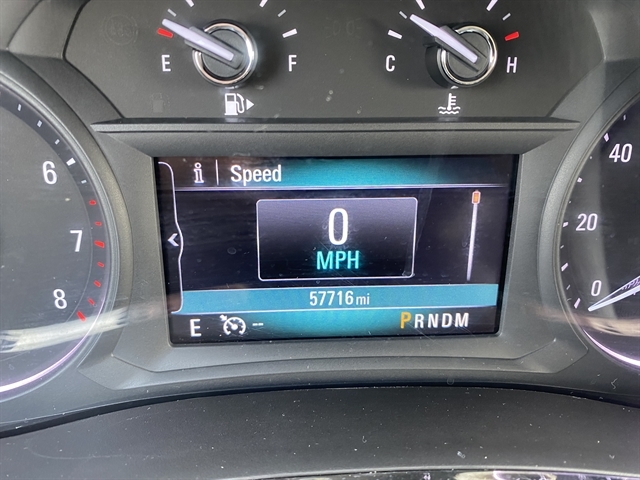 E F
C H
i Speed
0
MPH
57716 mi
E -- PRNDM
6
7
8
40
20
0